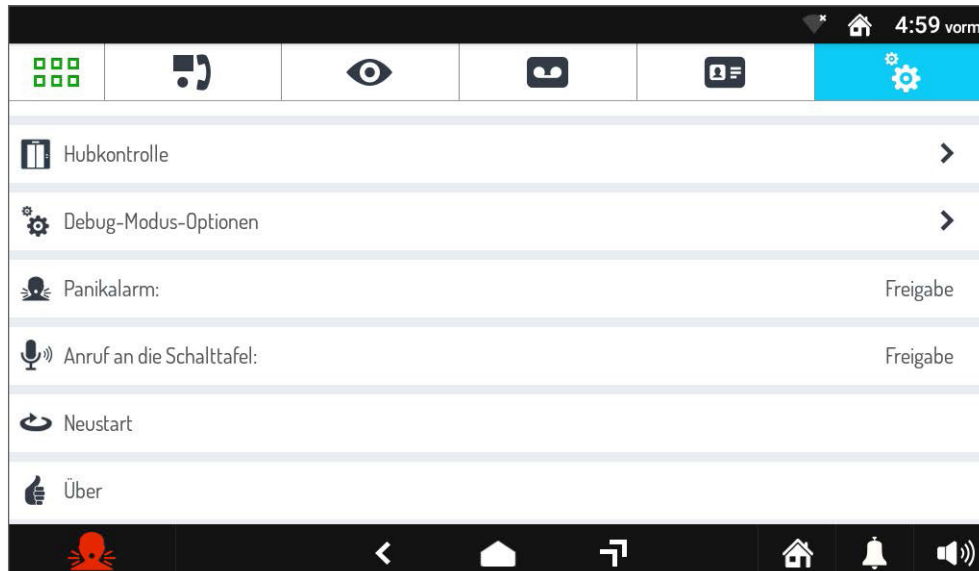 4:59 vorm
Hubkontrolle
Debug-Modus-Optionen
Panikalarm: Freigabe
Anruf an die Schalttafel: Freigabe
Neustart
Über